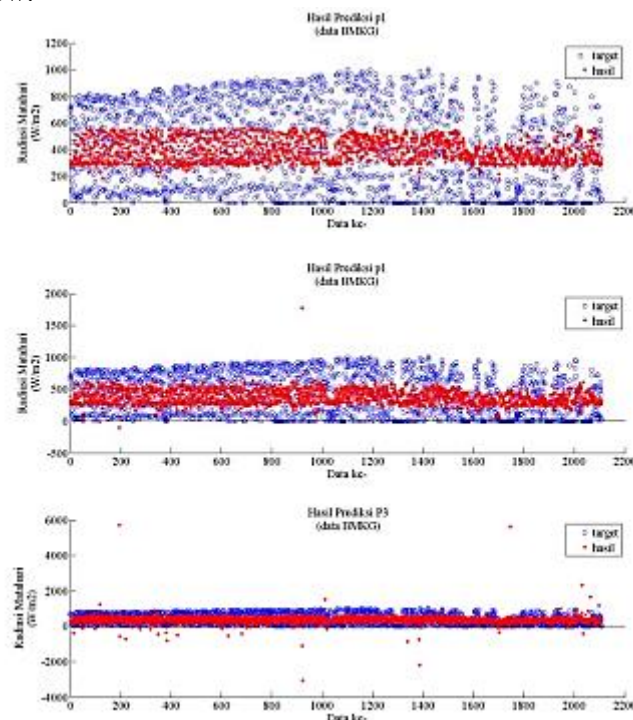 Hasil Prediksi p1
(data BMKG)
1200
1000
800
600
400
200
0
Radiasi Matahari
(W/m2)
target
hasil
0 200 400 600 800 1000 1200 1400 1600 1800 2000 2200
Data ke-
Hasil Prediksi p1
(data BMKG)
2000
1500
1000
500
0
-500
Radiasi Matahari
(W/m2)
target
hasil
0 200 400 600 800 1000 1200 1400 1600 1800 2000 2200
Data ke-
Hasil Prediksi P3
(data BMKG)
6000
4000
2000
0
-2000
-4000
Radiasi Matahari
(W/m2)
target
hasil
0 200 400 600 800 1000 1200 1400 1600 1800 2000 2200
Data ke-